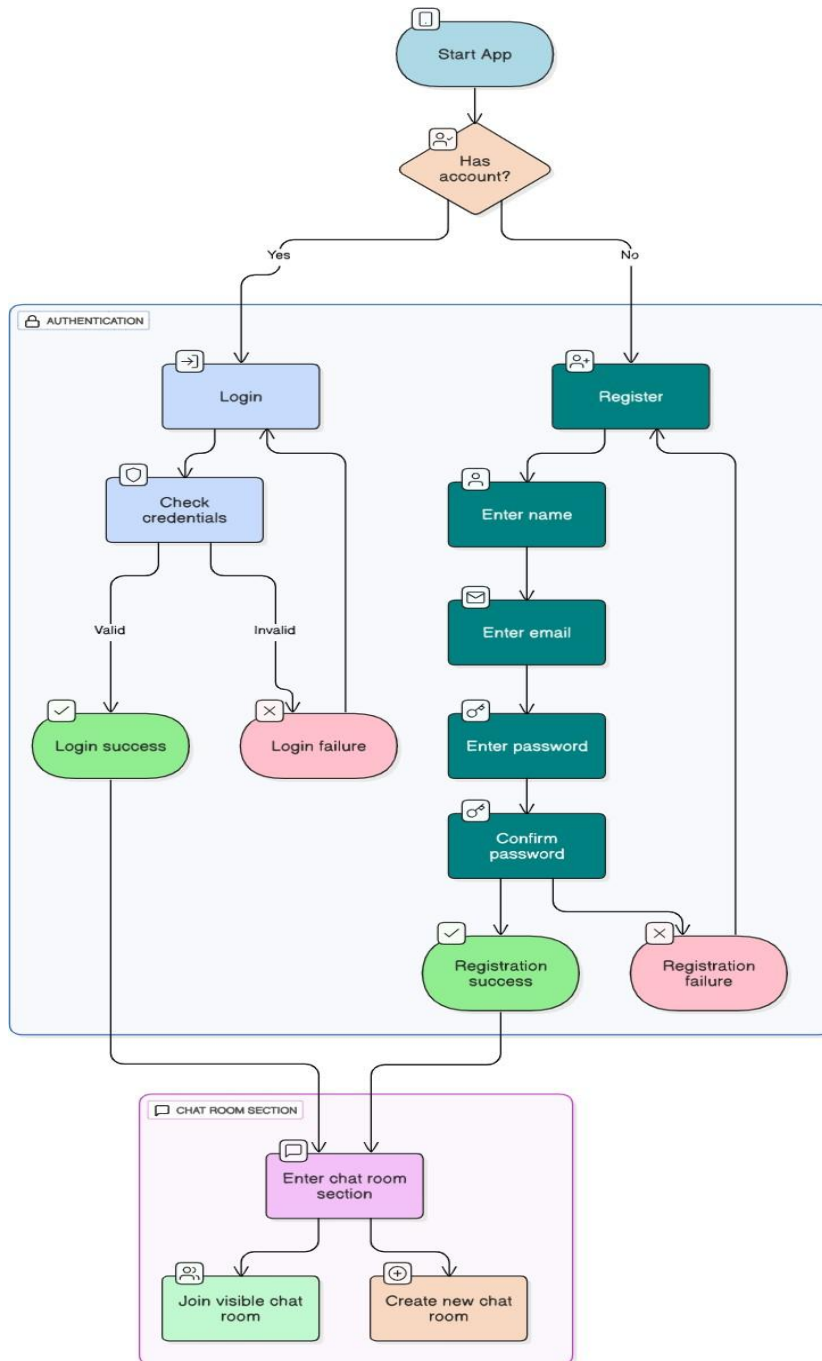 Start App
Has
account?
Yes
No
AUTHENTICATION
Login
Register
Check
credentials
Enter name
Enter email
Valid
Invalid
Login success
Login failure
Enter password
Confirm
password
Registration
success
Registration
failure
CHAT ROOM SECTION
Enter chat room
section
Join visible chat
room
Create new chat
room